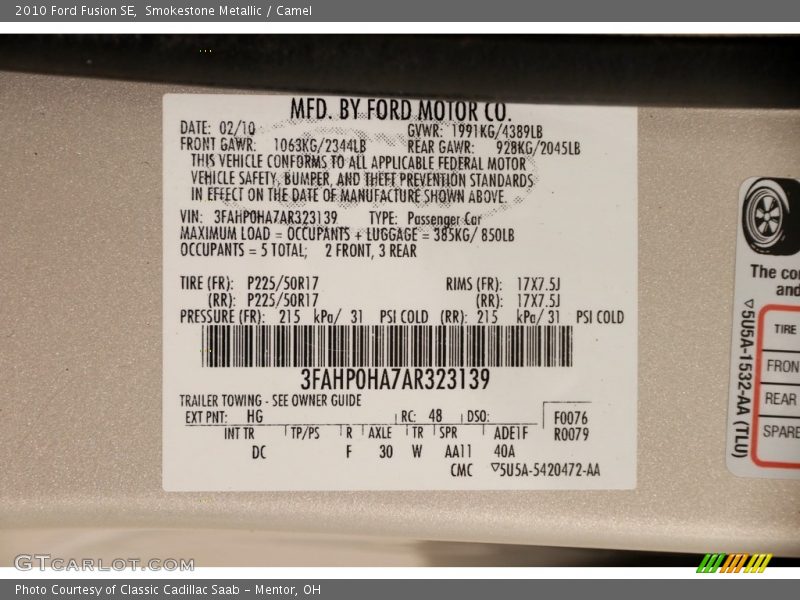 2010 Ford Fusion SE, Smokestone Metallic / Camel
MFD. BY FORD MOTOR CO.
DATE: 02/10 GVWR: 1991KG/4389LB
FRONT GAWR: 1063KG/2344LB REAR GAWR: 928KG/2045LB
THIS VEHICLE CONFORMS TO ALL APPLICABLE FEDERAL MOTOR
VEHICLE SAFETY, BUMPER, AND THEFT PREVENTION STANDARDS
IN EFFECT ON THE DATE OF MANUFACTURE SHOWN ABOVE.
VIN: 3FAHP0HA7AR323139 TYPE: Passenger Car
MAXIMUM LOAD = OCCUPANTS + LUGGAGE = 385KG/ 850LB
OCCUPANTS = 5 TOTAL; 2 FRONT, 3 REAR
TIRE (FR): P225/50R17 RIMS (FR): 17X7.5J
(RR): P225/50R17 (RR): 17X7.5J
PRESSURE (FR): 215 kPa/ 31 PSI COLD (RR): 215 kPa/ 31 PSI COLD
3FAHP0HA7AR323139
TRAILER TOWING - SEE OWNER GUIDE
EXT PNT: HG RC: 48 DSO: F0076
INT TR TP/PS R AXLE TR SPR ADE1F R0079
DC F 30 W AA11 40A
CMC ▽5U5A-5420472-AA
The co
and
TIRE
FRON
REAR
SPARE
▽5U5A-1532-AA (TLU)
GTCARLOT.COM
Photo Courtesy of Classic Cadillac Saab - Mentor, OH